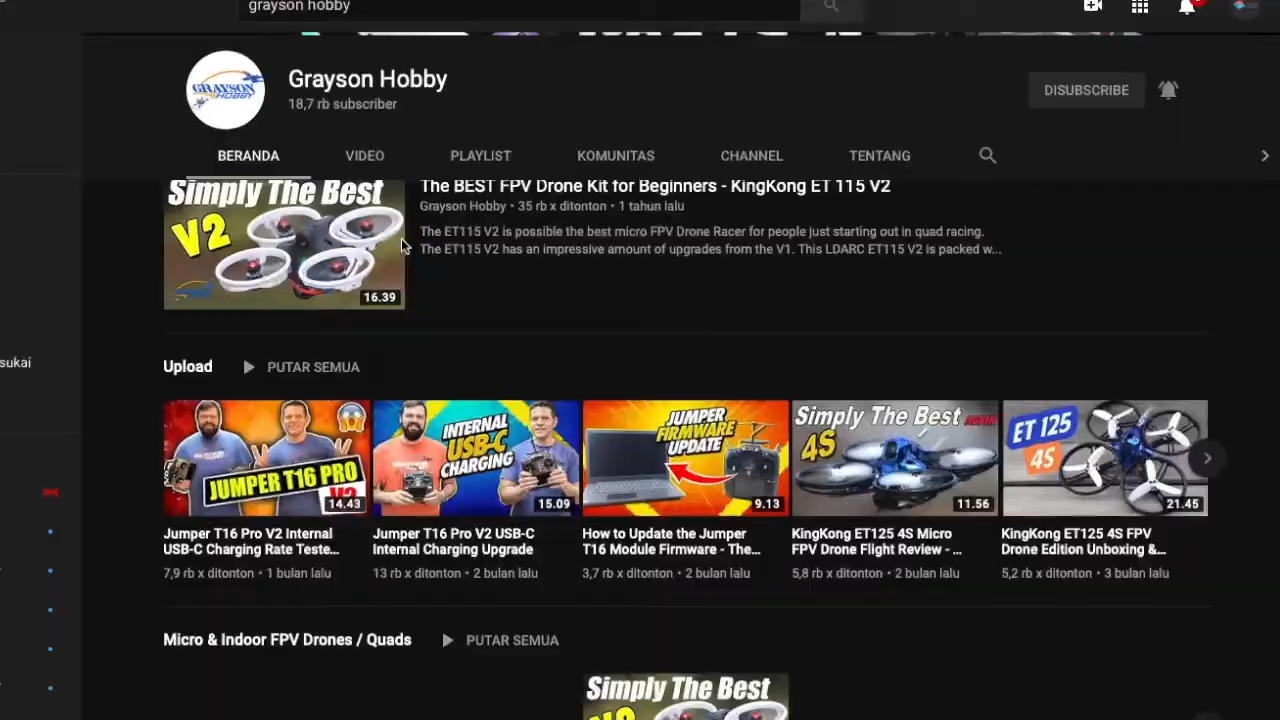 grayson hobby
GRAYSON
HOBBY
Grayson Hobby
18,7 rb subscriber
DISUBSCRIBE
BERANDA
VIDEO
PLAYLIST
KOMUNITAS
CHANNEL
TENTANG
Simply The Best
V2
16.39
The BEST FPV Drone Kit for Beginners - KingKong ET 115 V2
Grayson Hobby • 35 rb x ditonton • 1 tahun lalu
The ET115 V2 is possible the best micro FPV Drone Racer for people just starting out in quad racing.
The ET115 V2 has an impressive amount of upgrades from the V1. This LDARC ET115 V2 is packed w...
sukai
Upload
PUTAR SEMUA
JUMPER T16 PRO
V2
14.43
INTERNAL
USB-C
CHARGING
15.09
JUMPER
FIRMWARE
UPDATE
9.13
Simply The Best AGAIN
4S
11.56
ET 125
4S
21.45
Jumper T16 Pro V2 Internal
USB-C Charging Rate Teste...
7,9 rb x ditonton • 1 bulan lalu
Jumper T16 Pro V2 USB-C
Internal Charging Upgrade
13 rb x ditonton • 2 bulan lalu
How to Update the Jumper
T16 Module Firmware - The...
3,7 rb x ditonton • 2 bulan lalu
KingKong ET125 4S Micro
FPV Drone Flight Review - ...
5,8 rb x ditonton • 2 bulan lalu
KingKong ET125 4S FPV
Drone Edition Unboxing &...
5,2 rb x ditonton • 3 bulan lalu
Micro & Indoor FPV Drones / Quads
PUTAR SEMUA
Simply The Best
V2